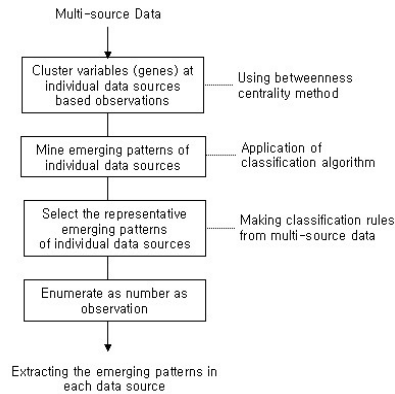 Multi-source Data
Cluster variables (genes) at
individual data sources
based observations
Using betweenness
centrality method
Mine emerging patterns of
individual data sources
Application of
classification algorithm
Select the representative
emerging patterns
of individual data sources
Making classification rules
from multi-source data
Enumerate as number as
observation
Extracting the emerging patterns in
each data source